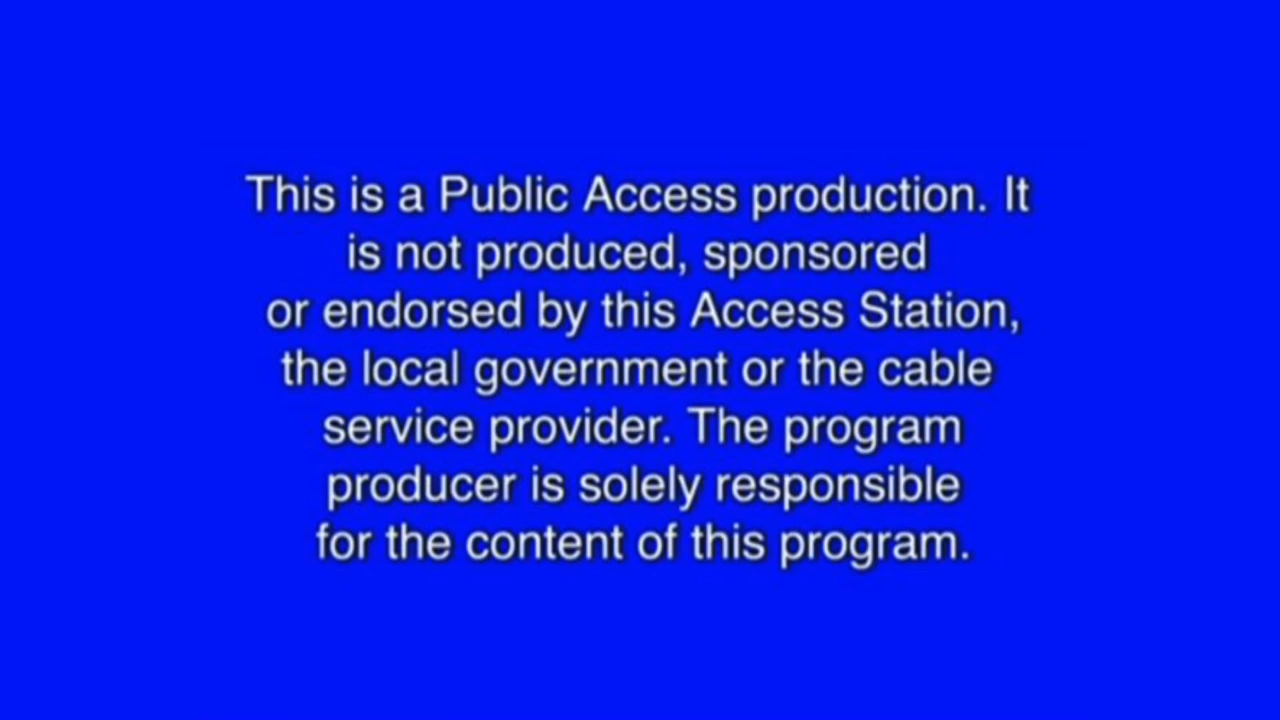 This is a Public Access production. It
is not produced, sponsored
or endorsed by this Access Station,
the local government or the cable
service provider. The program
producer is solely responsible
for the content of this program.